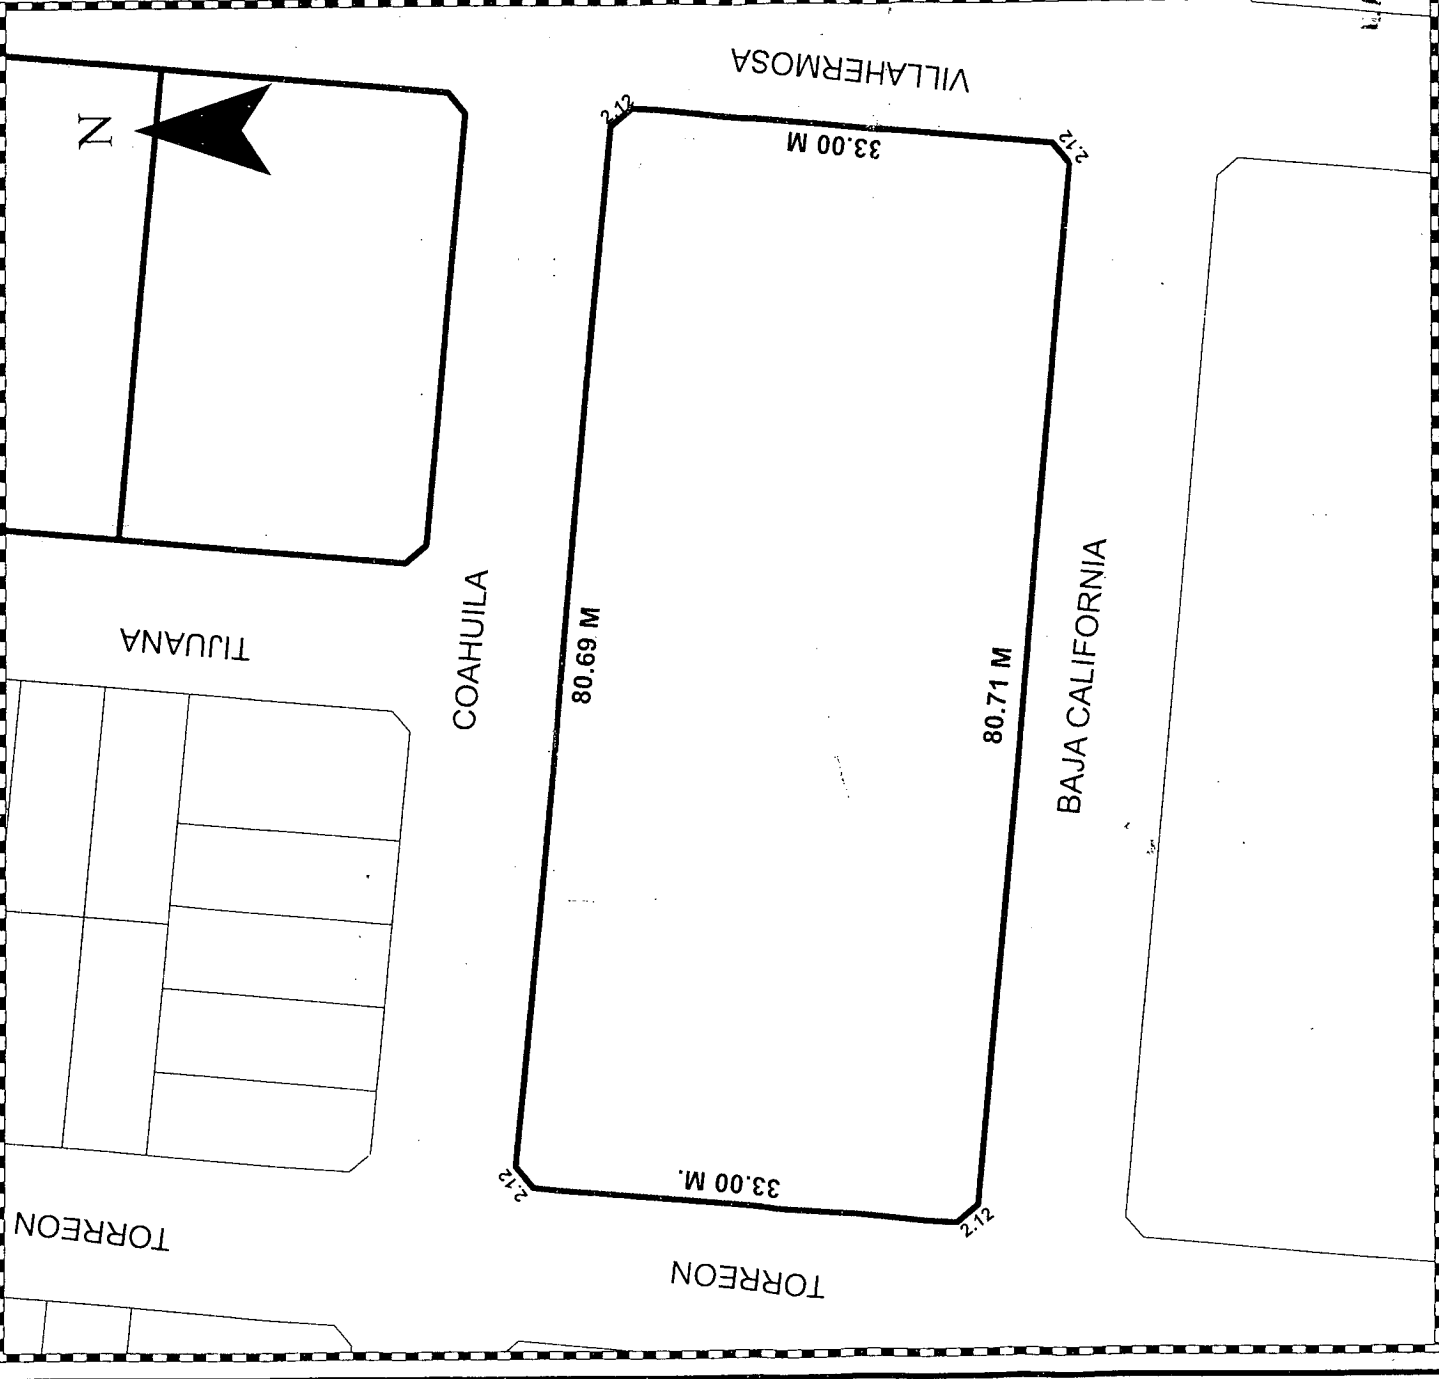 VILLAHERMOSA
N
2.12
33.00 M
2.12
TIJUANA
COAHUILA
80.69 M
80.71 M
BAJA CALIFORNIA
2.12
33.00 M.
2.12
TORREON
TORREON